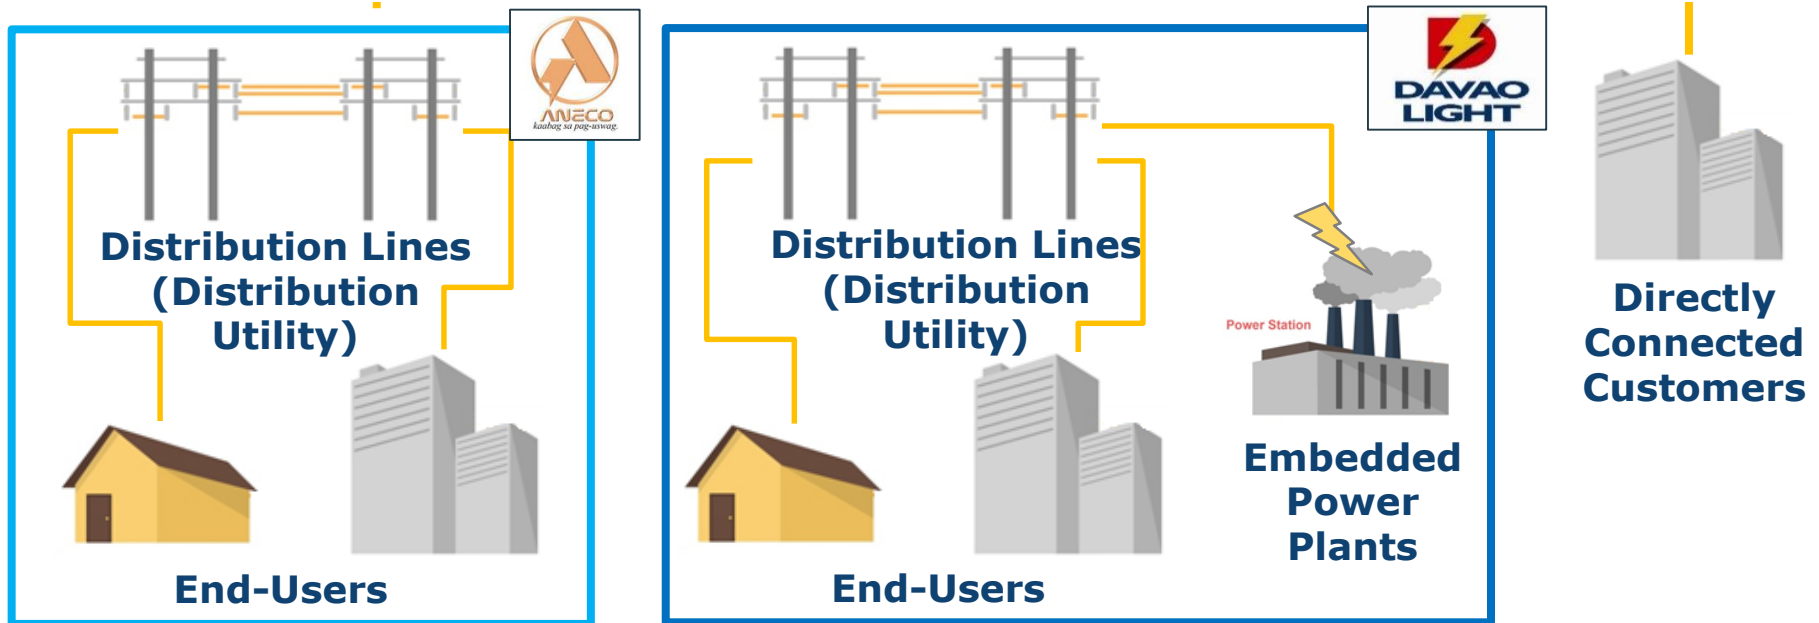 ANECO
kaabag sa pag-uswag.
Distribution Lines
(Distribution
Utility)
End-Users
DAVAO
LIGHT
Distribution Lines
(Distribution
Utility)
End-Users
Power Station
Embedded
Power
Plants
Directly
Connected
Customers